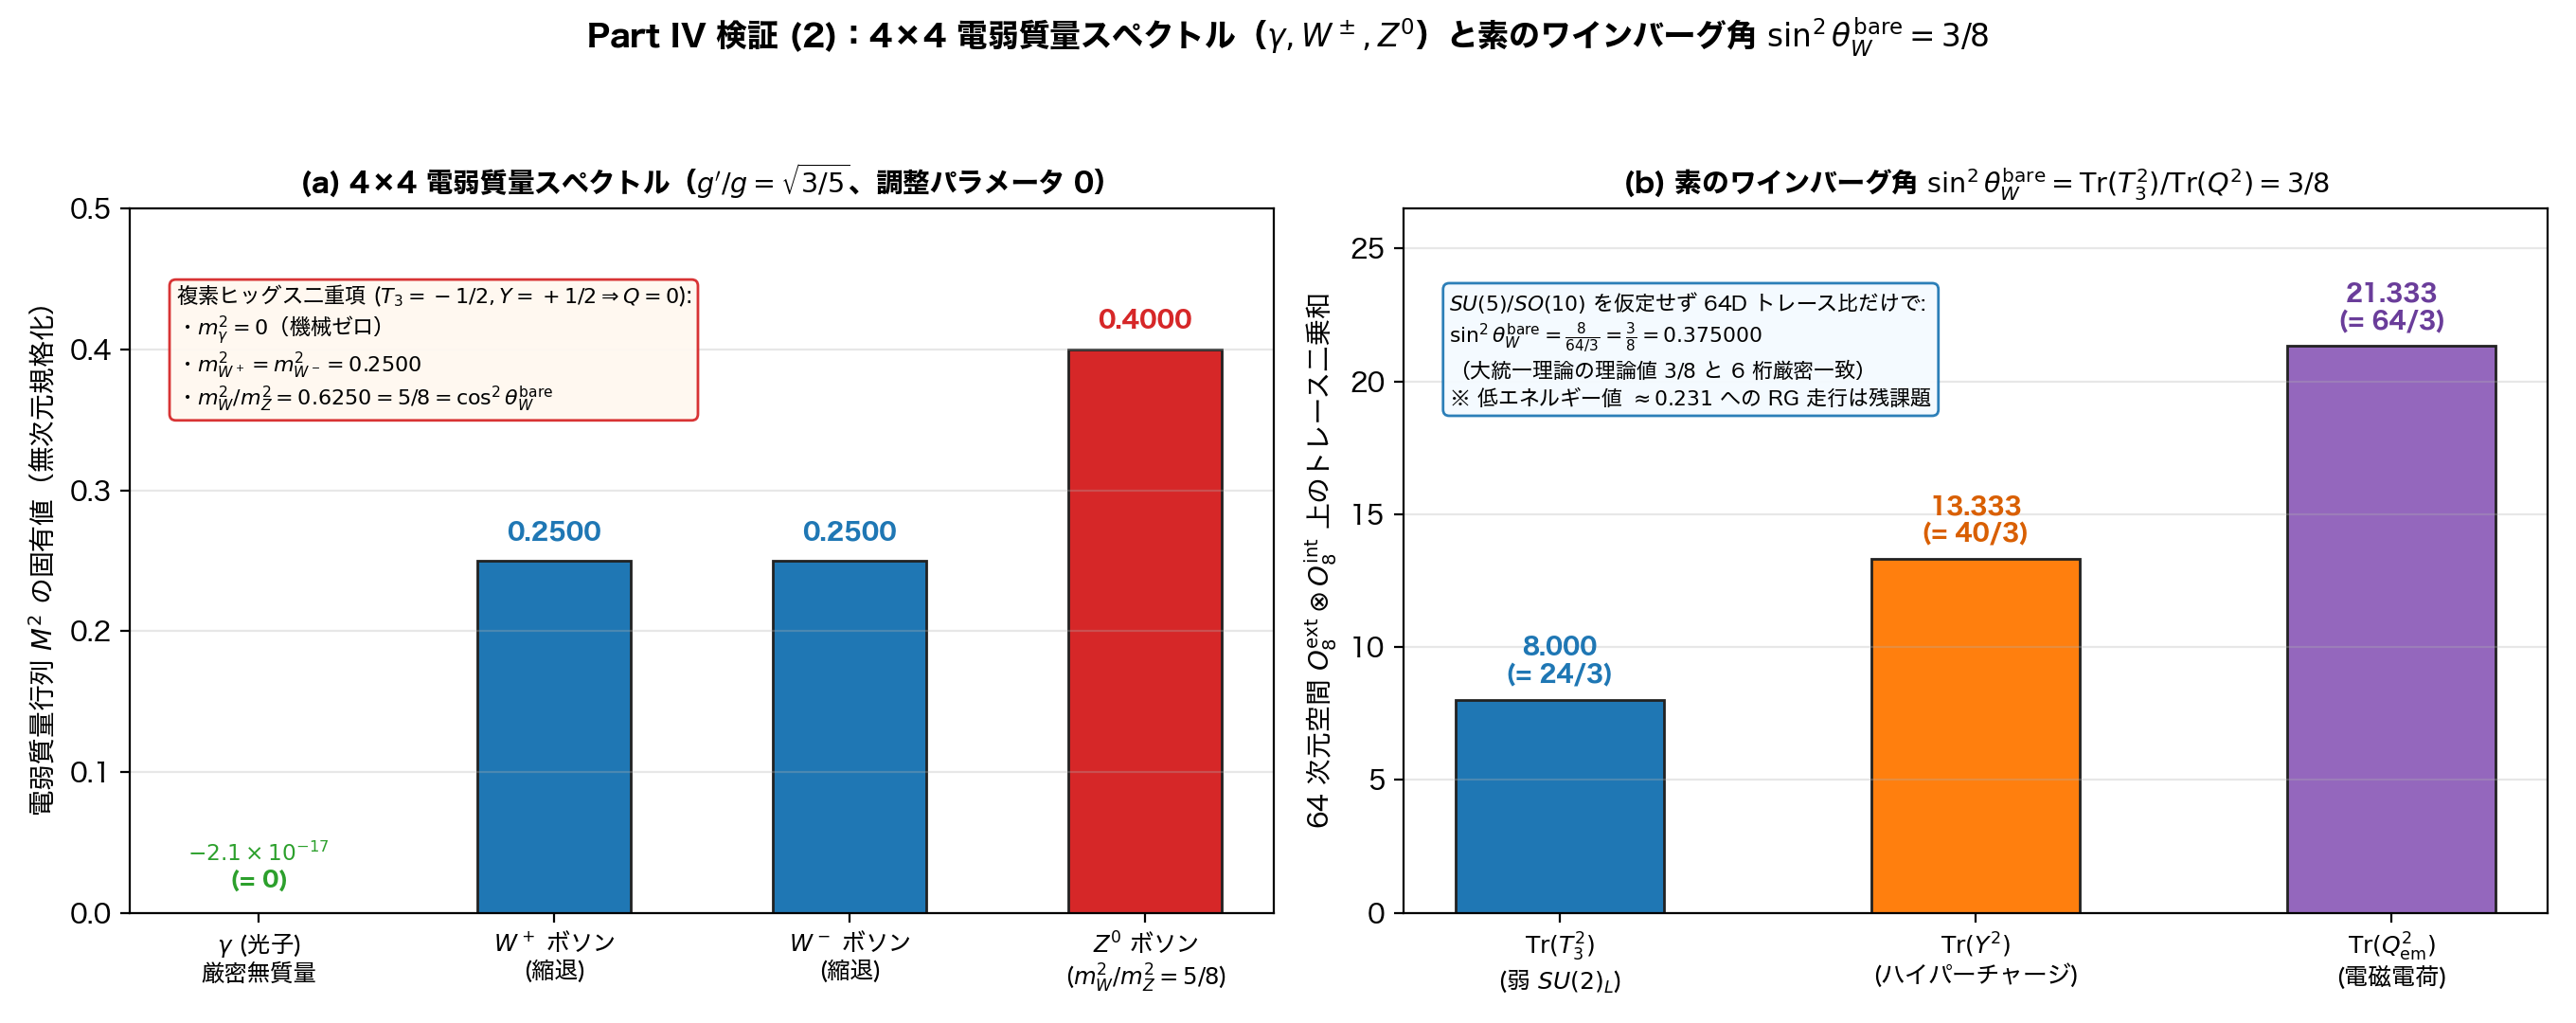 Part IV 検証 (2)：4×4 電弱質量スペクトル（γ, W^±, Z^0）と素のワインバーグ角 sin² θ_W^bare = 3/8
(a) 4×4 電弱質量スペクトル（g′/g = √3/5、調整パラメータ 0）
電弱質量行列 M² の固有値（無次元規格化）
0.5
0.4
0.3
0.2
0.1
0.0
複素ヒッグス二重項 (T₃ = −1/2, Y = +1/2 ⇒ Q = 0):
・m_γ² = 0（機械ゼロ）
・m_{W⁺}² = m_{W⁻}² = 0.2500
・m_W²/m_Z² = 0.6250 = 5/8 = cos² θ_W^bare
−2.1 × 10⁻¹⁷
(= 0)
0.2500
0.2500
0.4000
γ (光子)
厳密無質量
W⁺ ボソン
(縮退)
W⁻ ボソン
(縮退)
Z⁰ ボソン
(m_W²/m_Z² = 5/8)
(b) 素のワインバーグ角 sin² θ_W^bare = Tr(T₃²)/Tr(Q²) = 3/8
64 次元空間 O₈^ext ⊗ O₈^int 上のトレース二乗和
25
20
15
10
5
0
SU(5)/SO(10) を仮定せず 64D トレース比だけで:
sin² θ_W^bare = 8/(64/3) = 3/8 = 0.375000
（大統一理論の理論値 3/8 と 6 桁厳密一致）
※ 低エネルギー値 ≈ 0.231 への RG 走行は残課題
8.000
(= 24/3)
13.333
(= 40/3)
21.333
(= 64/3)
Tr(T₃²)
(弱 SU(2)_L)
Tr(Y²)
(ハイパーチャージ)
Tr(Q_em²)
(電磁電荷)